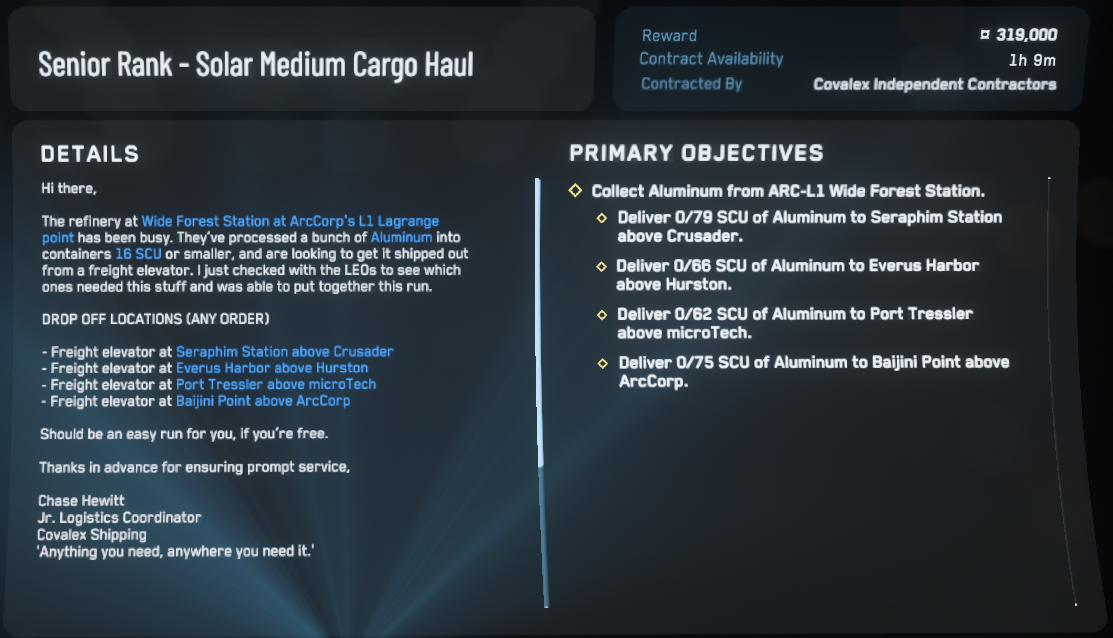 Senior Rank - Solar Medium Cargo Haul
Reward ¤ 319,000
Contract Availability 1h 9m
Contracted By Covalex Independent Contractors
DETAILS
Hi there,
The refinery at Wide Forest Station at ArcCorp's L1 Lagrange
point has been busy. They've processed a bunch of Aluminum into
containers 16 SCU or smaller, and are looking to get it shipped out
from a freight elevator. I just checked with the LEOs to see which
ones needed this stuff and was able to put together this run.
DROP OFF LOCATIONS (ANY ORDER)
- Freight elevator at Seraphim Station above Crusader
- Freight elevator at Everus Harbor above Hurston
- Freight elevator at Port Tressler above microTech
- Freight elevator at Baijini Point above ArcCorp
Should be an easy run for you, if you're free.
Thanks in advance for ensuring prompt service,
Chase Hewitt
Jr. Logistics Coordinator
Covalex Shipping
'Anything you need, anywhere you need it.'
PRIMARY OBJECTIVES
Collect Aluminum from ARC-L1 Wide Forest Station.
Deliver 0/79 SCU of Aluminum to Seraphim Station
above Crusader.
Deliver 0/66 SCU of Aluminum to Everus Harbor
above Hurston.
Deliver 0/62 SCU of Aluminum to Port Tressler
above microTech.
Deliver 0/75 SCU of Aluminum to Baijini Point above
ArcCorp.